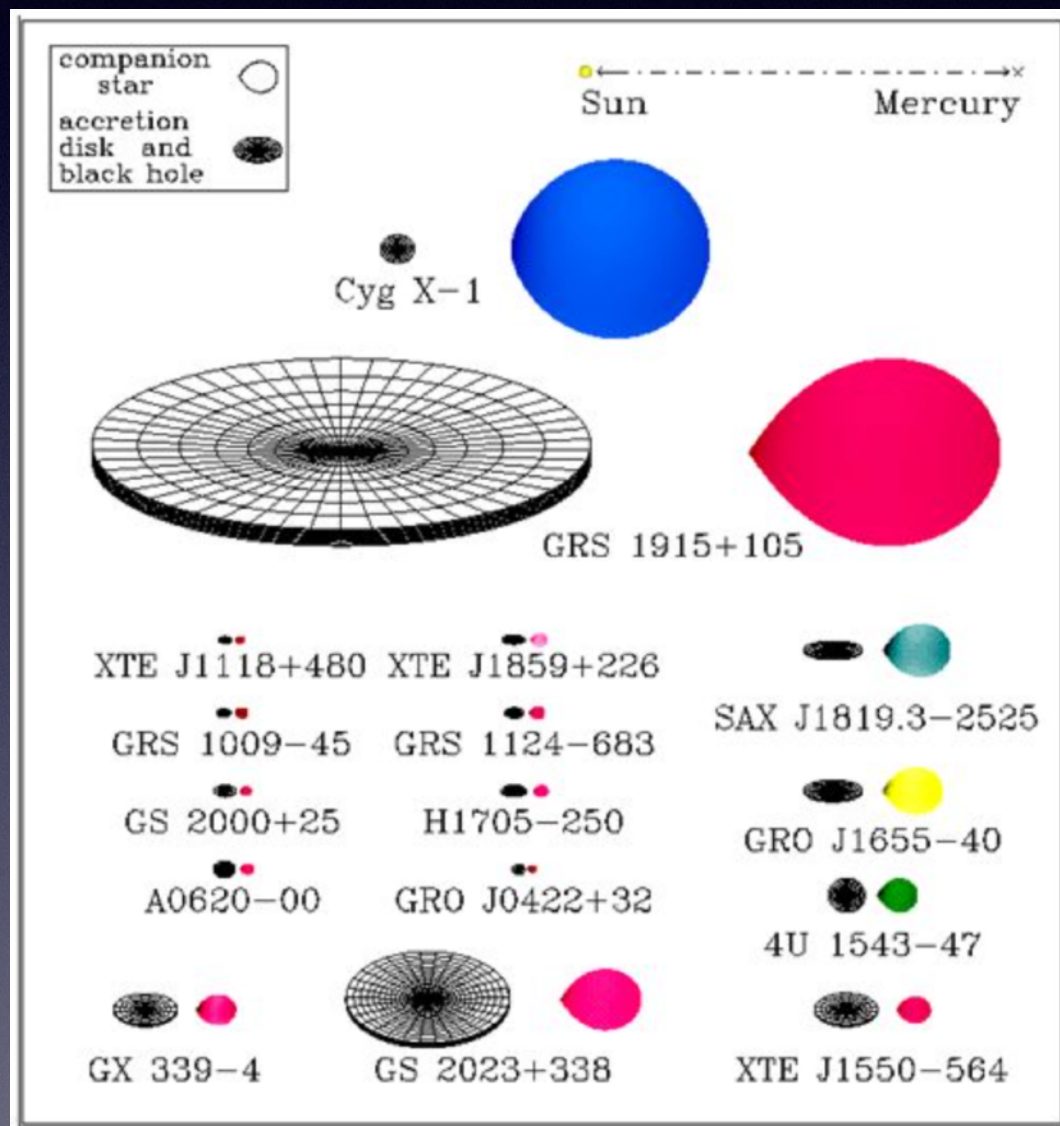 companion
star
accretion
disk and
black hole
Sun Mercury
Cyg X-1
GRS 1915+105
XTE J1118+480 XTE J1859+226
SAX J1819.3-2525
GRS 1009-45 GRS 1124-683
GS 2000+25 H1705-250
GRO J1655-40
A0620-00 GRO J0422+32
4U 1543-47
GX 339-4 GS 2023+338 XTE J1550-564